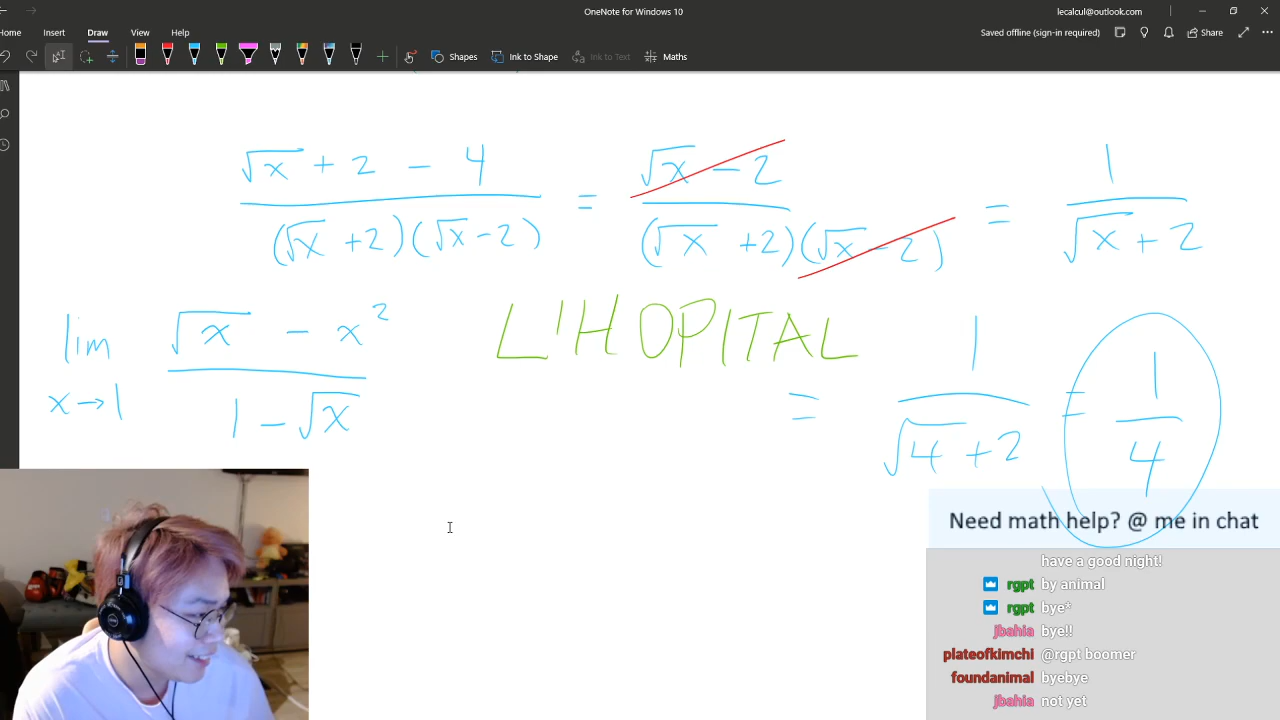 OneNote for Windows 10
lecalcul@outlook.com
Home Insert Draw View Help
Saved offline (sign-in required) Share
Shapes Ink to Shape Ink to Text Maths
√x + 2 - 4 / (√x + 2)(√x - 2) = √x - 2 / (√x + 2)(√x - 2) = 1 / √x + 2
lim x→1 √x - x² / 1 - √x
L'HOPITAL
= 1 / √4 + 2 = 1 / 4
Need math help? @ me in chat
have a good night!
rgpt by animal
rgpt bye*
jbahia bye!!
plateofkimchi @rgpt boomer
foundanimal byebye
jbahia not yet